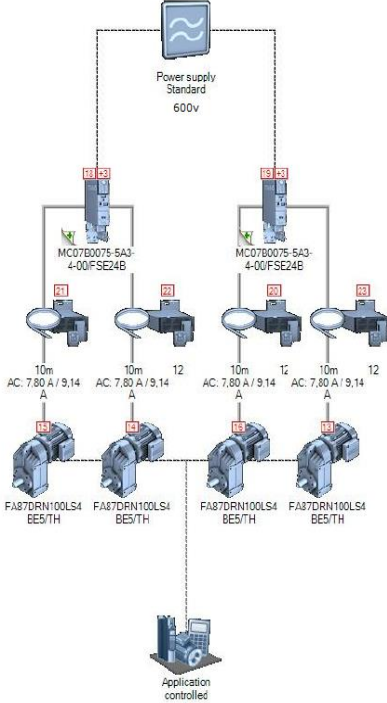 Power supply
Standard
600v
18 +3
19 +3
MC07B0075-5A3-
4-00/FSE24B
MC07B0075-5A3-
4-00/FSE24B
21
22
20
23
10m
10m 12
10m 12
10m
AC: 7,80 A / 9,14
A
AC: 7,80 A / 9,14
A
AC: 7,80 A / 9,14
A
AC: 7,80 A / 9,14
A
15
14
16
13
FA87DRN100LS4
BE5/TH
FA87DRN100LS4
BE5/TH
FA87DRN100LS4
BE5/TH
FA87DRN100LS4
BE5/TH
Application
controlled